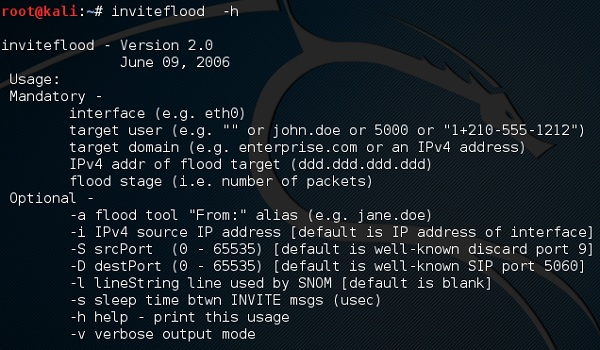 root@kali:~# inviteflood  -h
inviteflood - Version 2.0
June 09, 2006
Usage:
Mandatory -
interface (e.g. eth0)
target user (e.g. "" or john.doe or 5000 or "1+210-555-1212")
target domain (e.g. enterprise.com or an IPv4 address)
IPv4 addr of flood target (ddd.ddd.ddd.ddd)
flood stage (i.e. number of packets)
Optional -
-a flood tool "From:" alias (e.g. jane.doe)
-i IPv4 source IP address [default is IP address of interface]
-S srcPort  (0 - 65535) [default is well-known discard port 9]
-D destPort (0 - 65535) [default is well-known SIP port 5060]
-l lineString line used by SNOM [default is blank]
-s sleep time btwn INVITE msgs (usec)
-h help - print this usage
-v verbose output mode